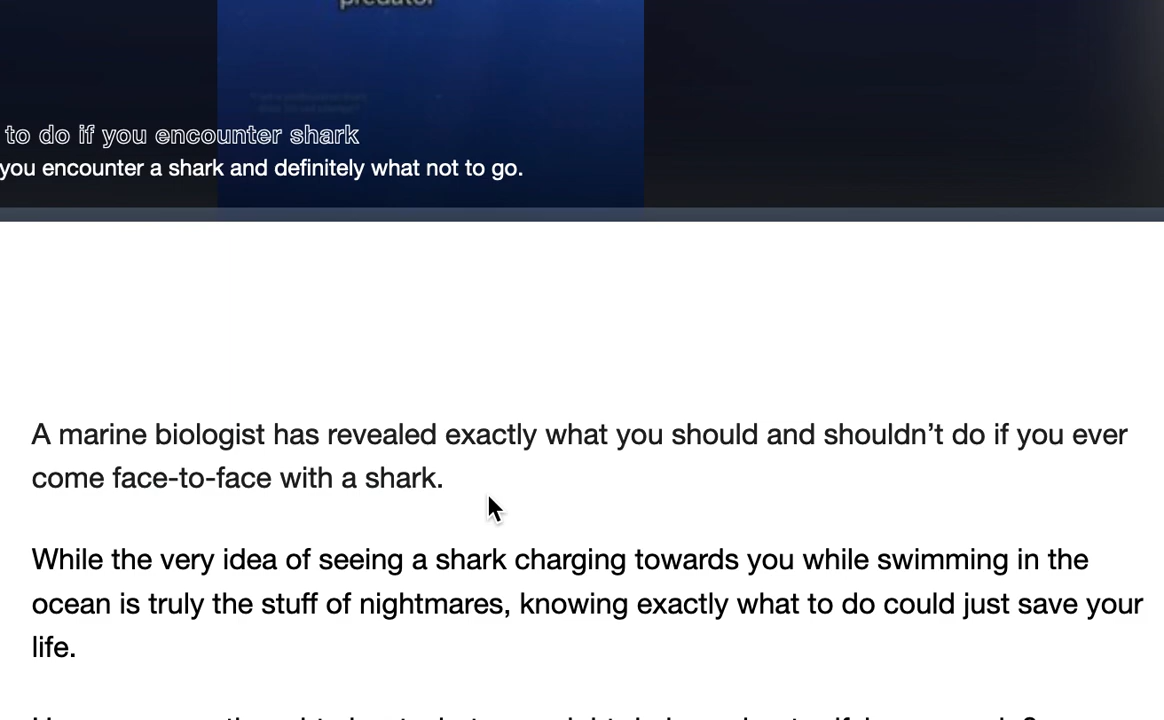 predator
to do if you encounter shark
you encounter a shark and definitely what not to go.
A marine biologist has revealed exactly what you should and shouldn’t do if you ever
come face-to-face with a shark.
While the very idea of seeing a shark charging towards you while swimming in the
ocean is truly the stuff of nightmares, knowing exactly what to do could just save your
life.